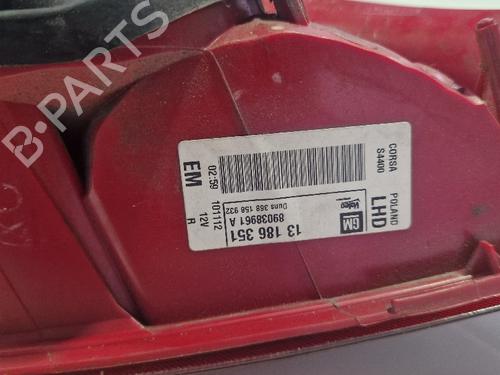 B-PARTS
CORSA
S4400
POLAND
LHD
GM
Valeo
02:59
101112
12V
R
EM
Duns 368 158 932
89038961 A
13 186 351